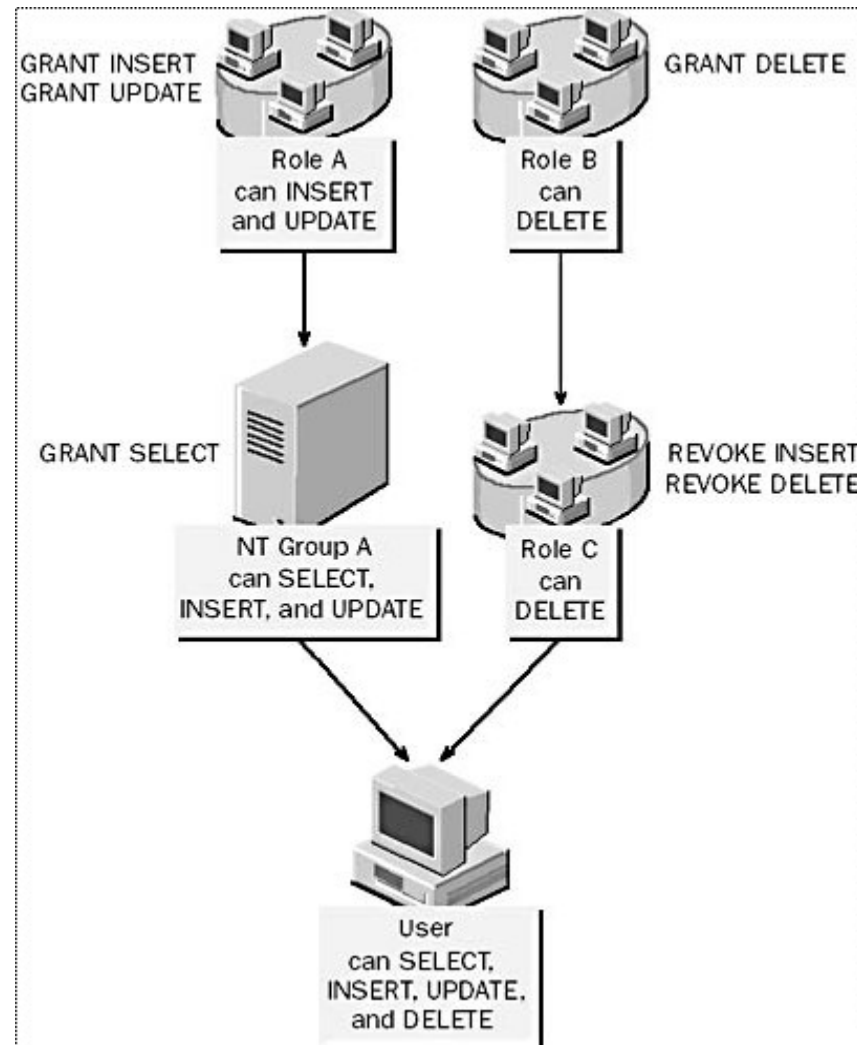 GRANT INSERT
GRANT UPDATE
GRANT DELETE
Role A
can INSERT
and UPDATE
Role B
can
DELETE
GRANT SELECT
REVOKE INSERT
REVOKE DELETE
NT Group A
can SELECT,
INSERT, and UPDATE
Role C
can
DELETE
User
can SELECT,
INSERT, UPDATE,
and DELETE